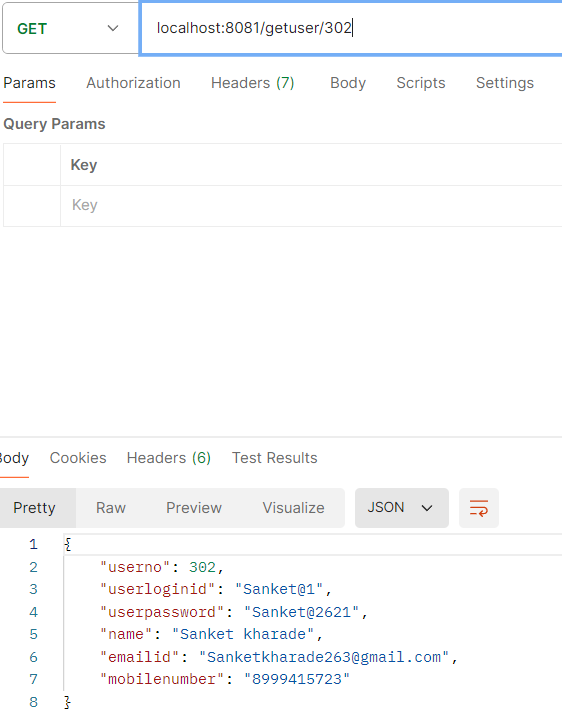 GET localhost:8081/getuser/302
Params Authorization Headers (7) Body Scripts Settings
Query Params
Key
Key
Body Cookies Headers (6) Test Results
Pretty Raw Preview Visualize JSON
1 {
2 "userno": 302,
3 "userloginid": "Sanket@1",
4 "userpassword": "Sanket@2621",
5 "name": "Sanket kharade",
6 "emailid": "Sanketkharade263@gmail.com",
7 "mobilenumber": "8999415723"
8 }